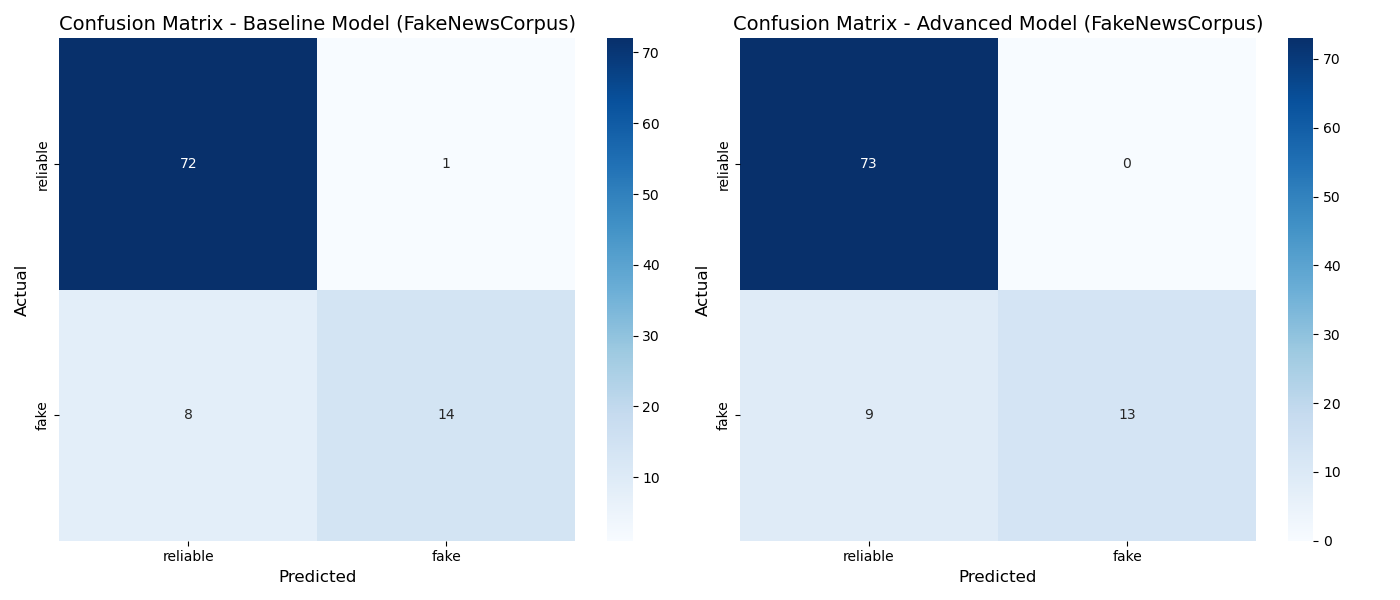 Confusion Matrix - Baseline Model (FakeNewsCorpus)
reliable
fake
Actual
72
1
8
14
reliable
fake
Predicted
70
60
50
40
30
20
10
Confusion Matrix - Advanced Model (FakeNewsCorpus)
reliable
fake
Actual
73
0
9
13
reliable
fake
Predicted
70
60
50
40
30
20
10
0